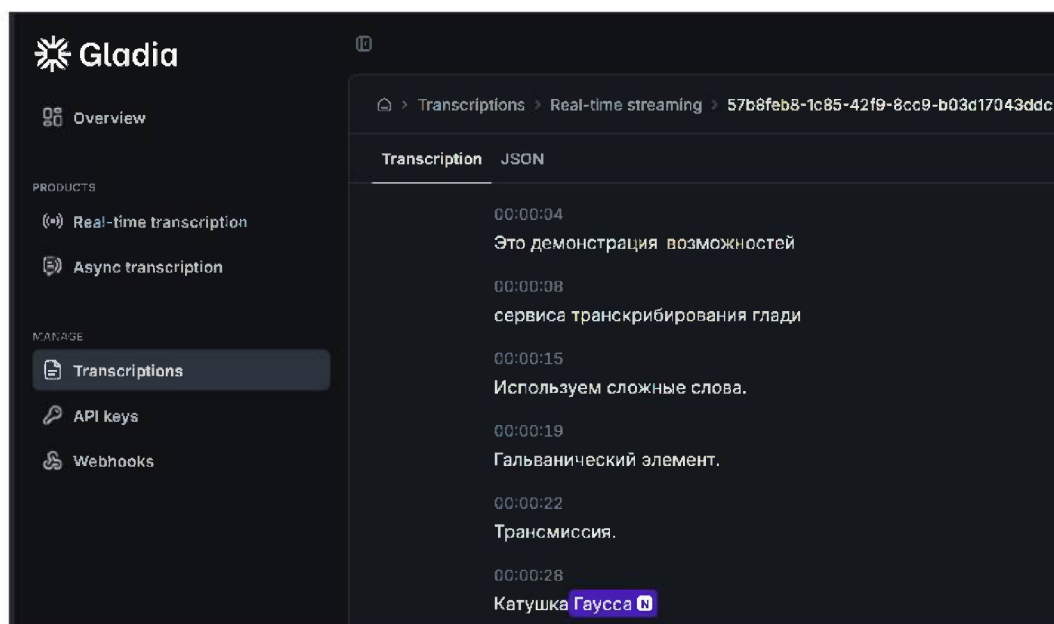 Gladia
Overview
PRODUCTS
Real-time transcription
Async transcription
MANAGE
Transcriptions
API keys
Webhooks
Transcriptions > Real-time streaming > 57b8feb8-1c85-42f9-8cc9-b03d17043ddc
Transcription JSON
00:00:04
Это демонстрация возможностей
00:00:08
сервиса транскрибирования глади
00:00:15
Используем сложные слова.
00:00:19
Гальванический элемент.
00:00:22
Трансмиссия.
00:00:28
Катушка Гаусса N